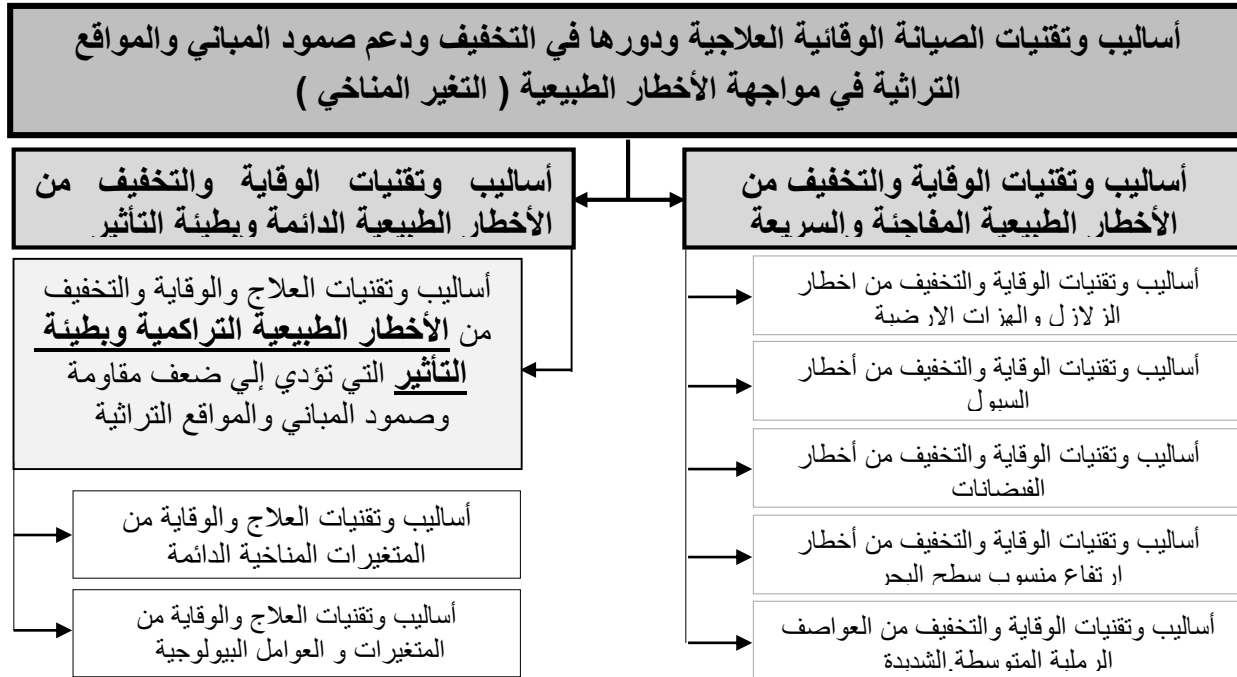 أساليب وتقنيات الصيانة الوقائية العلاجية ودورها في التخفيف ودعم صمود المباني والمواقع
التراثية في مواجهة الأخطار الطبيعية ( التغير المناخي )
أساليب وتقنيات الوقاية والتخفيف من
الأخطار الطبيعية المفاجئة والسريعة
أساليب وتقنيات الوقاية والتخفيف من اخطار
الزلازل والهزات الارضية
أساليب وتقنيات الوقاية والتخفيف من أخطار
السيول
أساليب وتقنيات الوقاية والتخفيف من أخطار
الفيضانات
أساليب وتقنيات الوقاية والتخفيف من أخطار
ارتفاع منسوب سطح البحر
أساليب وتقنيات الوقاية والتخفيف من العواصف
الرملية المتوسطة الشديدة
أساليب وتقنيات الوقاية والتخفيف من
الأخطار الطبيعية الدائمة وبطيئة التأثير
أساليب وتقنيات العلاج والوقاية والتخفيف
من الأخطار الطبيعية التراكمية وبطيئة
التأثير التي تؤدي إلي ضعف مقاومة
وصمود المباني والمواقع التراثية
أساليب وتقنيات العلاج والوقاية من
المتغيرات المناخية الدائمة
أساليب وتقنيات العلاج والوقاية من
المتغيرات و العوامل البيولوجية